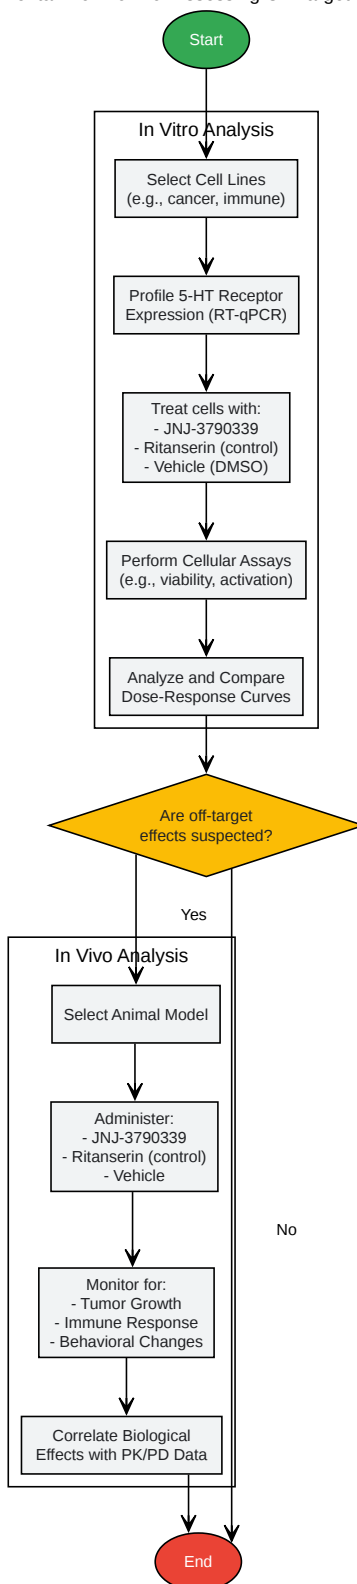 Start
In Vitro Analysis
Select Cell Lines
(e.g., cancer, immune)
Profile 5-HT Receptor
Expression (RT-qPCR)
Treat cells with:
- JNJ-3790339
- Ritanserin (control)
- Vehicle (DMSO)
Perform Cellular Assays
(e.g., viability, activation)
Analyze and Compare
Dose-Response Curves
Are off-target
effects suspected?
Yes
In Vivo Analysis
Select Animal Model
Administer:
- JNJ-3790339
- Ritanserin (control)
- Vehicle
No
Monitor for:
- Tumor Growth
- Immune Response
- Behavioral Changes
Correlate Biological
Effects with PK/PD Data
End